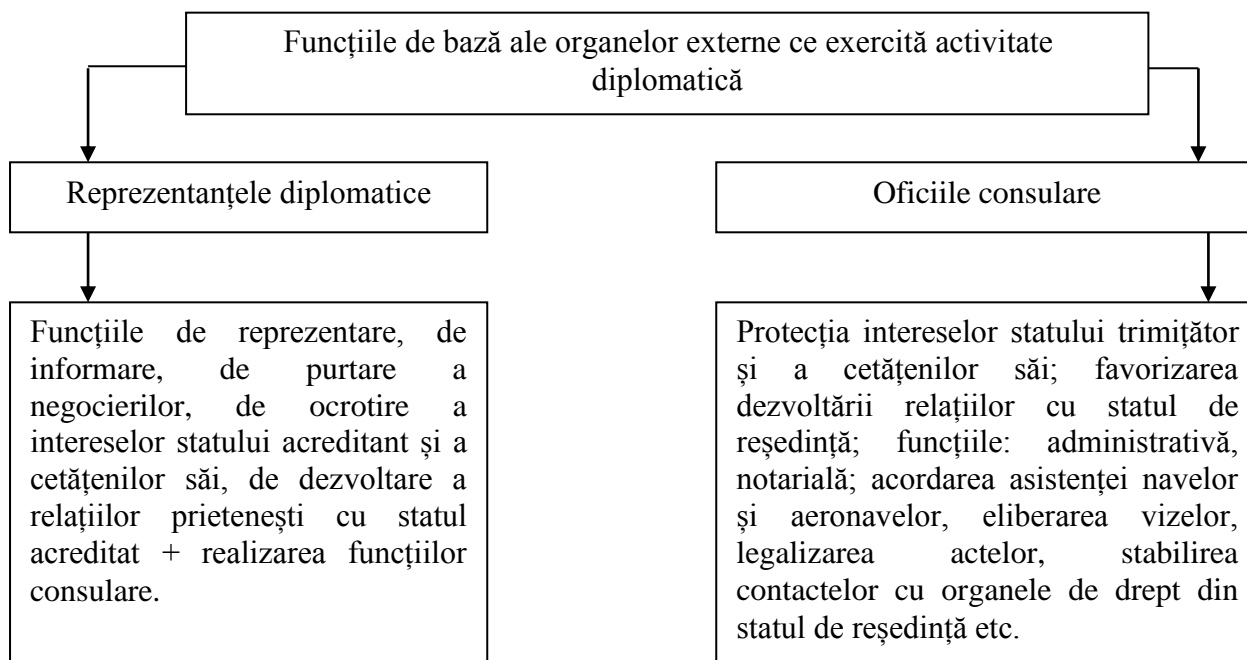 Funcțiile de bază ale organelor externe ce exercită activitate
diplomatică
Reprezentanțele diplomatice
Oficiile consulare
Funcțiile de reprezentare, de
informare, de purtare a
negocierilor, de ocrotire a
intereselor statului acreditant și a
cetățenilor săi, de dezvoltare a
relațiilor prietenești cu statul
acreditat + realizarea funcțiilor
consulare.
Protecția intereselor statului trimițător
și a cetățenilor săi; favorizarea
dezvoltării relațiilor cu statul de
reședință; funcțiile: administrativă,
notarială; acordarea asistenței navelor
și aeronavelor, eliberarea vizelor,
legalizarea actelor, stabilirea
contactelor cu organele de drept din
statul de reședință etc.